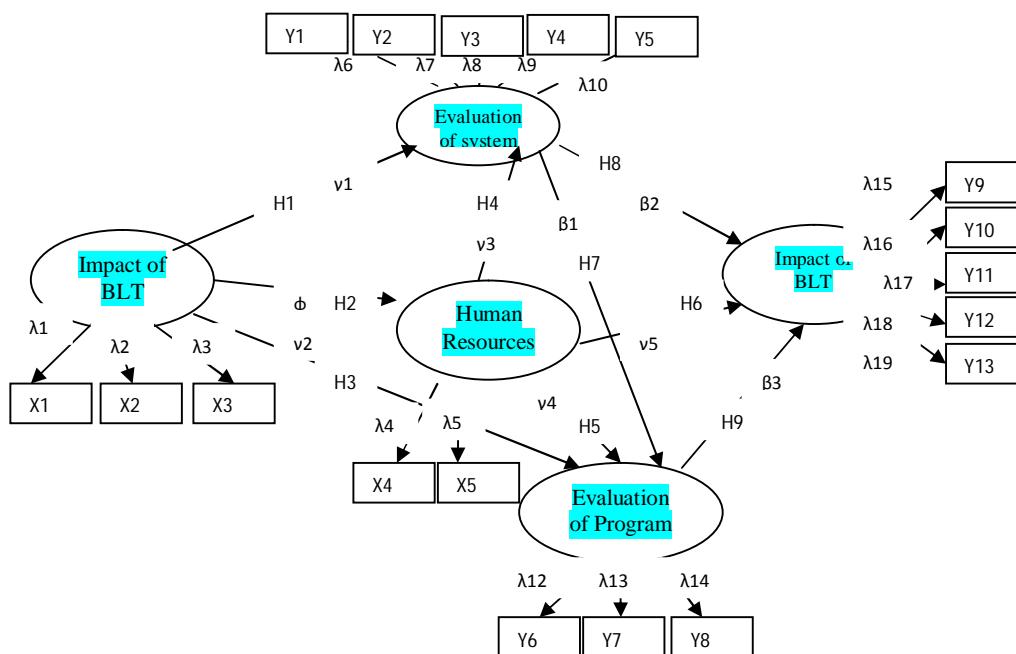 Y1 Y2 Y3 Y4 Y5
λ6 λ7 λ8 λ9 λ10
Evaluation
of system
H8
ν1
H1
H4
β1
β2
λ15
Y9
λ16
Y10
Impact of
BLT
ν3
H7
Impact of
BLT
λ17
Y11
ф
H2
Human
Resources
H6
λ1
λ2
λ3
ν2
ν5
λ18
Y12
H3
λ19
Y13
X1 X2 X3
ν4
β3
λ4
λ5
H5
H9
X4 X5
Evaluation
of Program
λ12 λ13 λ14
Y6 Y7 Y8